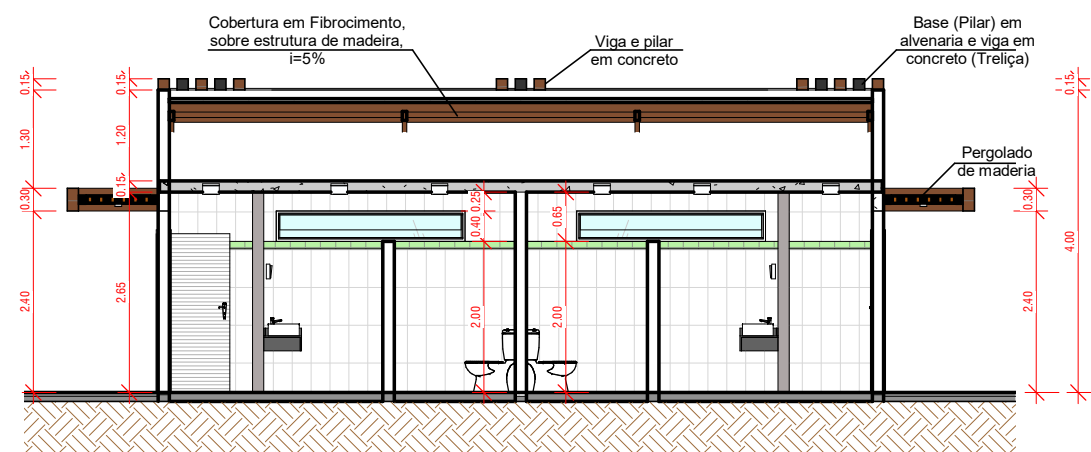 Cobertura em Fibrocimento,
sobre estrutura de madeira,
i=5%
Viga e pilar
em concreto
Base (Pilar) em
alvenaria e viga em
concreto (Treliça)
Pergolado
de maderia
0.15
1.30
0.30
2.40
0.15
1.20
0.15
2.65
0.25
0.40
2.00
0.65
2.00
0.30
2.40
0.15
4.00